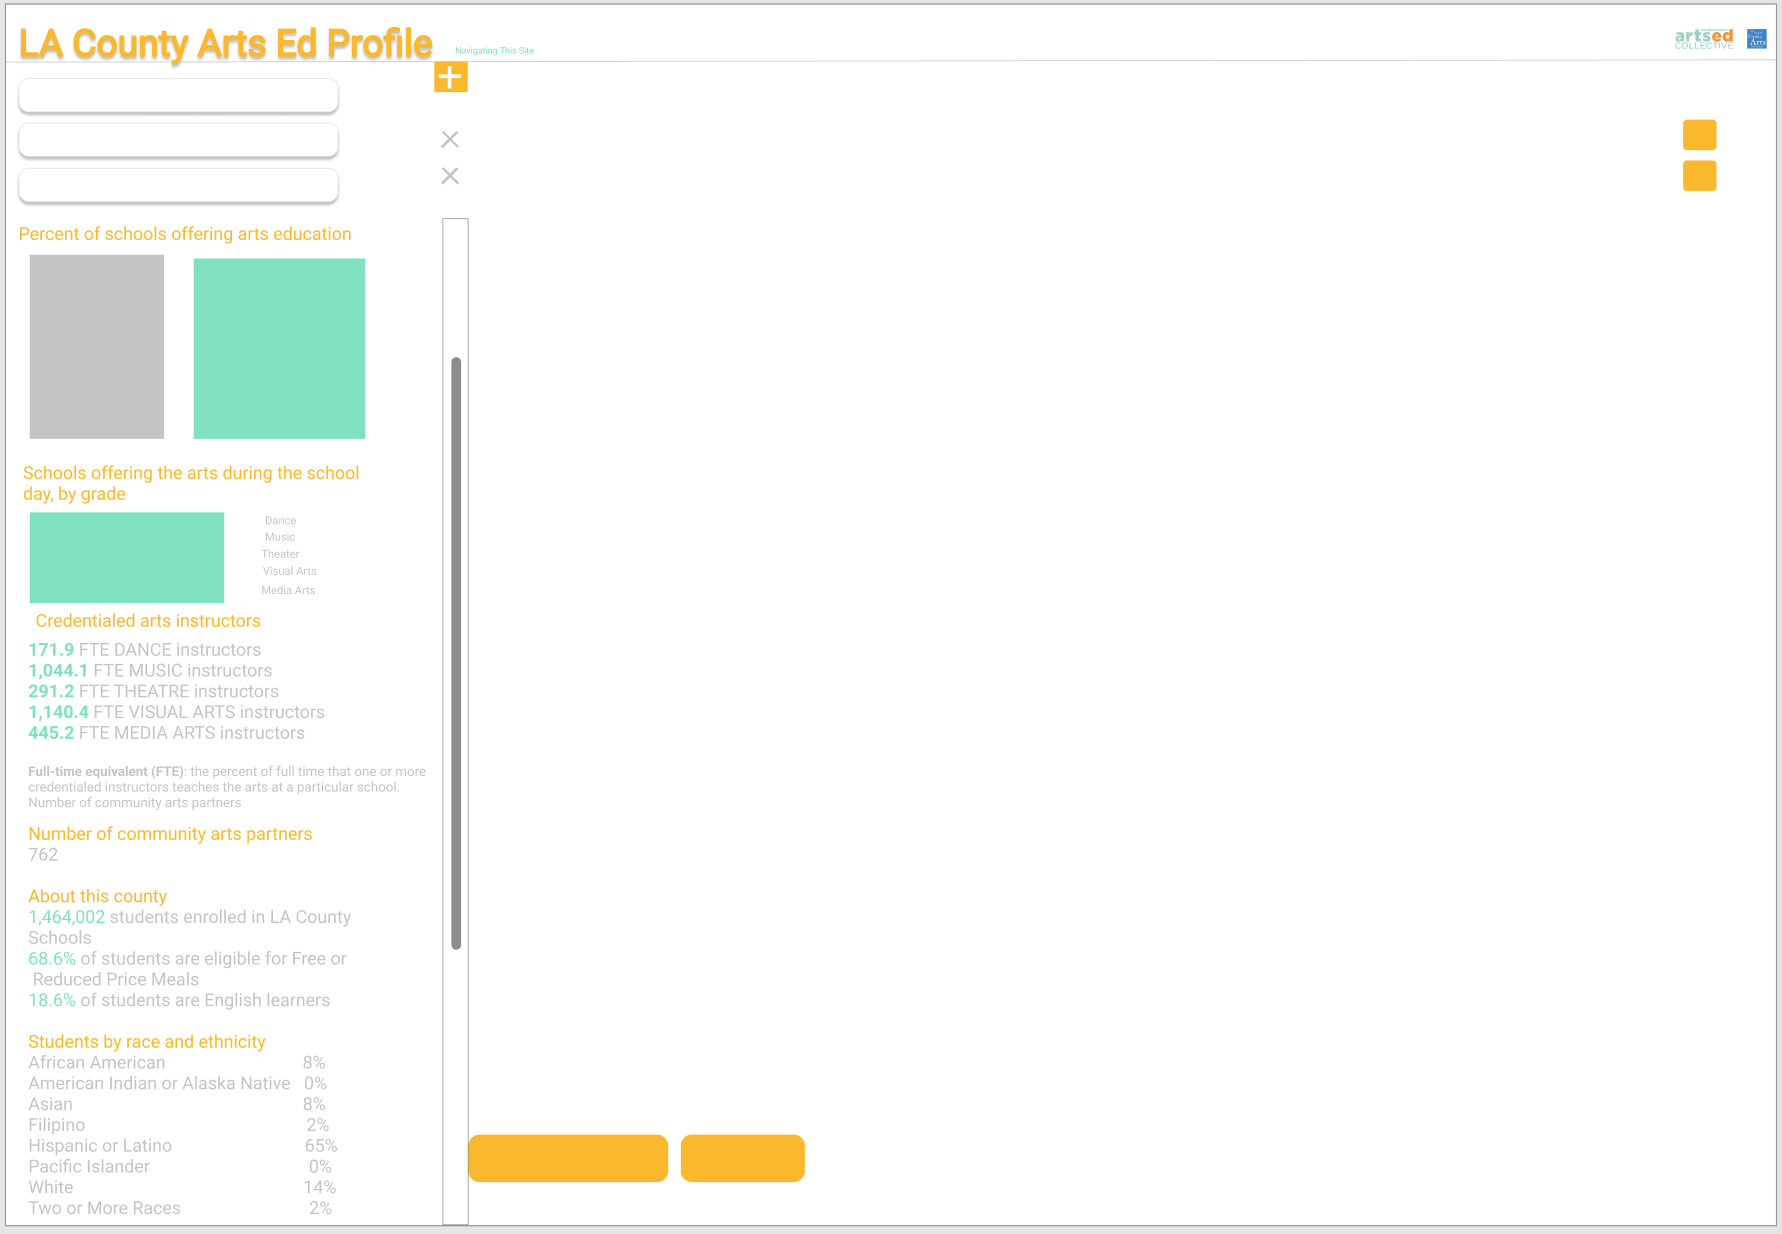 LA County Arts Ed Profile
Navigating This Site
artsed
COLLECTIVE
Arts
Percent of schools offering arts education
Schools offering the arts during the school
day, by grade
Dance
Music
Theater
Visual Arts
Media Arts
Credentialed arts instructors
171.9 FTE DANCE instructors
1,044.1 FTE MUSIC instructors
291.2 FTE THEATRE instructors
1,140.4 FTE VISUAL ARTS instructors
445.2 FTE MEDIA ARTS instructors
Full-time equivalent (FTE): the percent of full time that one or more
credentialed instructors teaches the arts at a particular school.
Number of community arts partners
Number of community arts partners
762
About this county
1,464,002 students enrolled in LA County
Schools
68.6% of students are eligible for Free or
Reduced Price Meals
18.6% of students are English learners
Students by race and ethnicity
African American 8%
American Indian or Alaska Native 0%
Asian 8%
Filipino 2%
Hispanic or Latino 65%
Pacific Islander 0%
White 14%
Two or More Races 2%